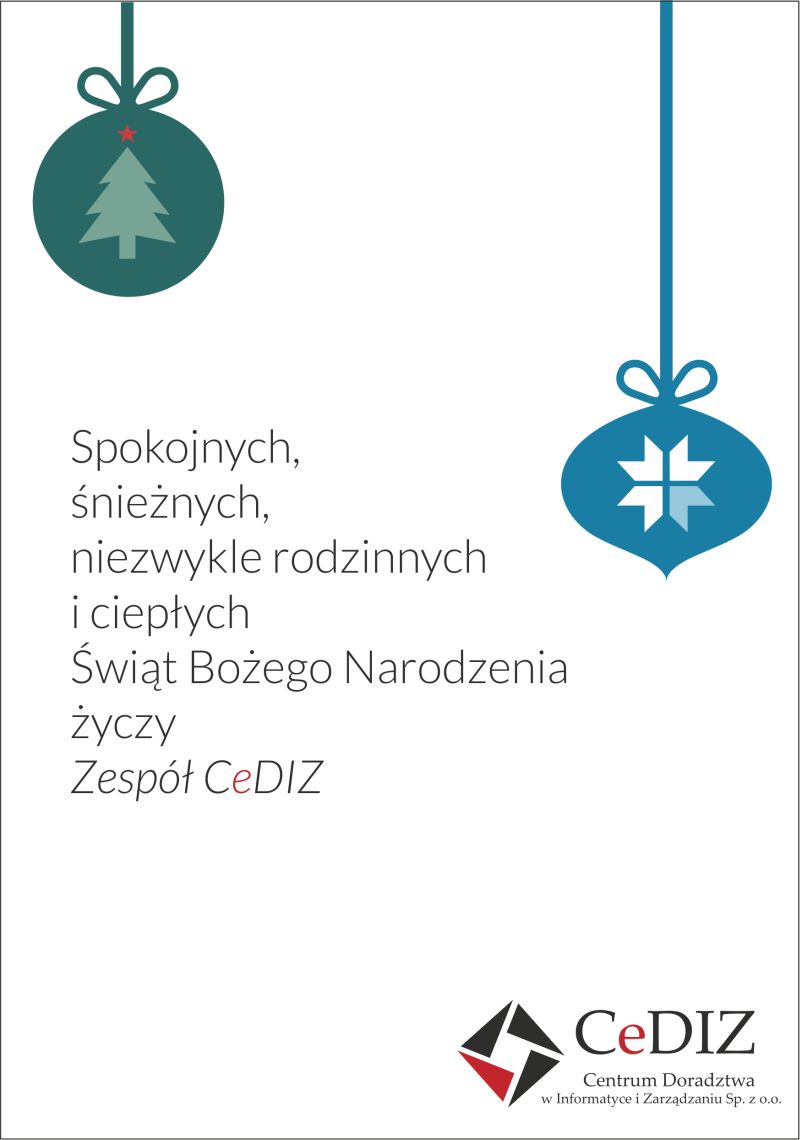 Spokojnych,
śnieżnych,
niezwykle rodzinnych
i ciepłych
Świąt Bożego Narodzenia
życzy
Zespół CeDIZ
CeDIZ
Centrum Doradztwa
w Informatyce i Zarządzaniu Sp. z o.o.